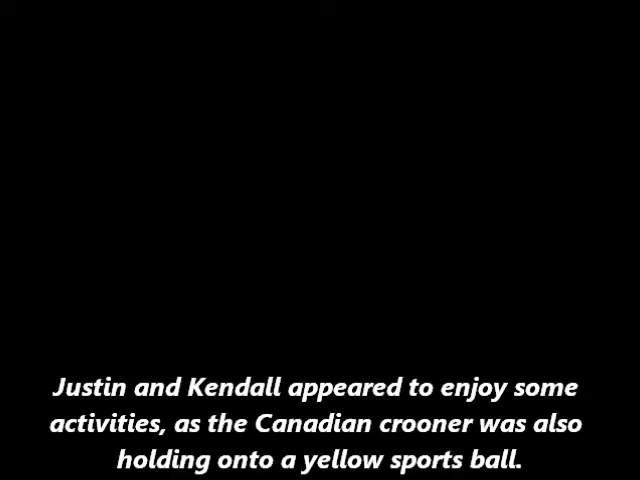 Justin and Kendall appeared to enjoy some
activities, as the Canadian crooner was also
holding onto a yellow sports ball.